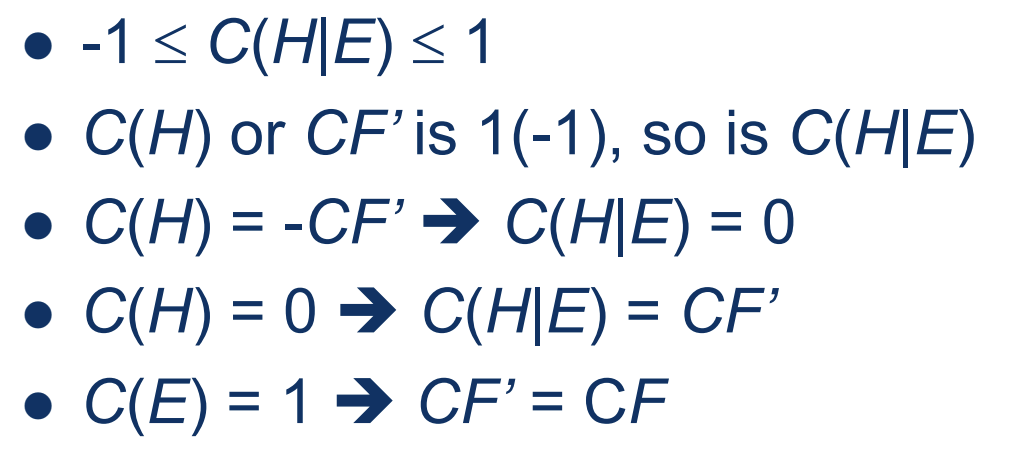 ● -1 ≤ C(H|E) ≤ 1
● C(H) or CF’ is 1(-1), so is C(H|E)
● C(H) = -CF’ ➔ C(H|E) = 0
● C(H) = 0 ➔ C(H|E) = CF’
● C(E) = 1 ➔ CF’ = CF